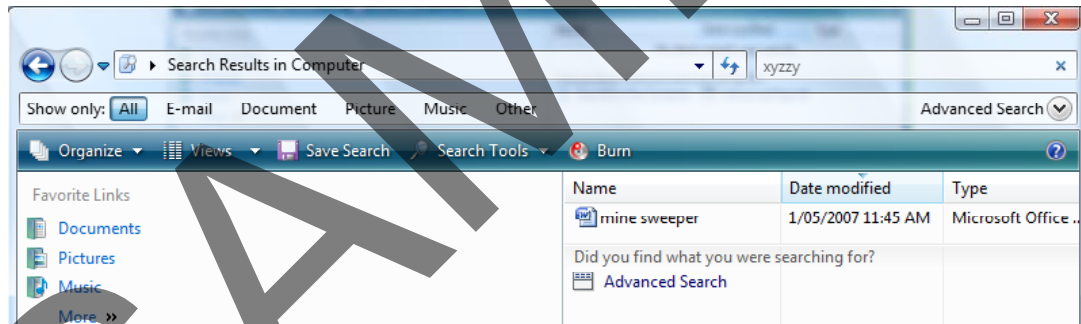 Search Results in Computer
xyzzy
Show only: All E-mail Document Picture Music Other
Advanced Search
Organize Views Save Search Search Tools Burn
Favorite Links
Name Date modified Type
Documents
mine sweeper 1/05/2007 11:45 AM Microsoft Office ..
Pictures
Did you find what you were searching for?
Music
Advanced Search
More »